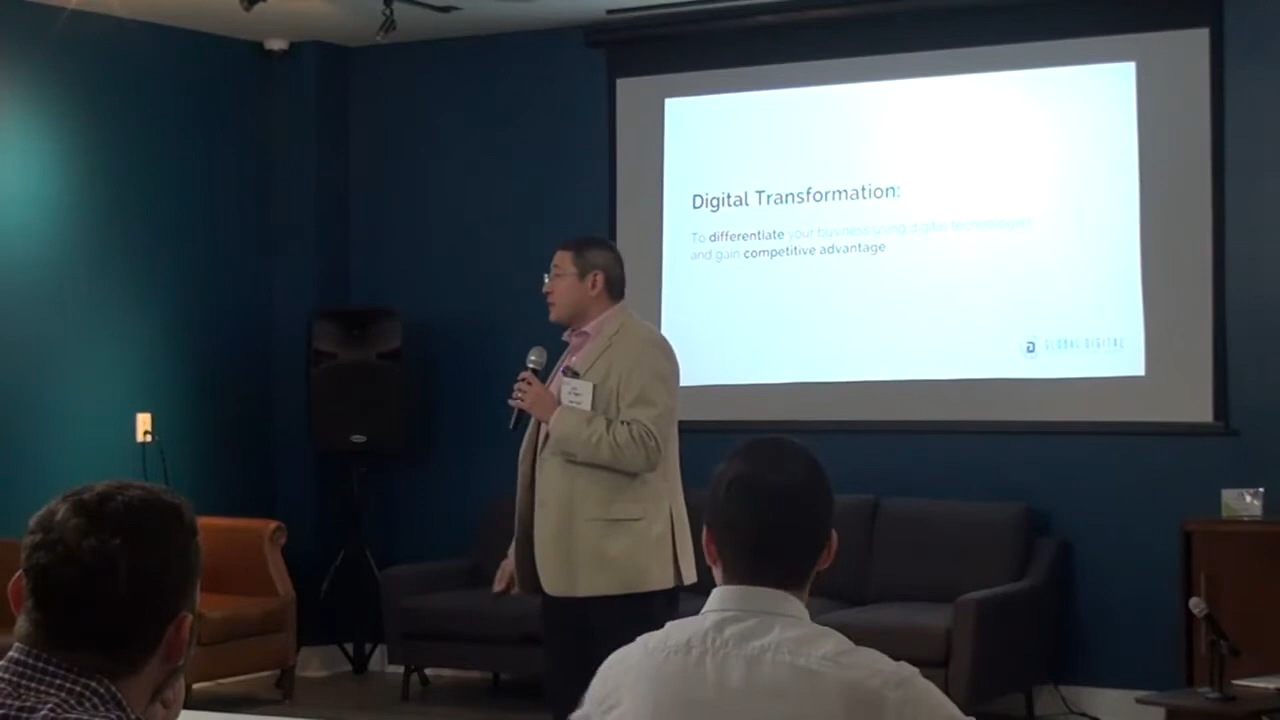 Digital Transformation:
To differentiate your business using digital technologies
and gain competitive advantage
GLOBAL DIGITAL